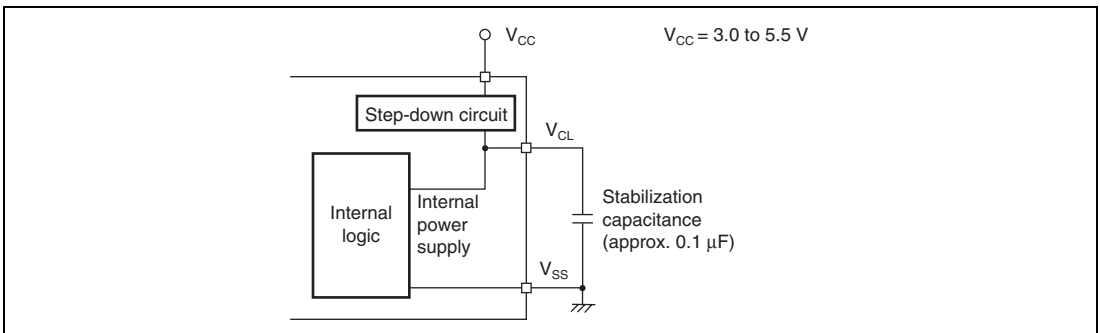 V_CC
V_CC = 3.0 to 5.5 V
Step-down circuit
V_CL
Internal
logic
Internal
power
supply
Stabilization
capacitance
(approx. 0.1 μF)
V_SS